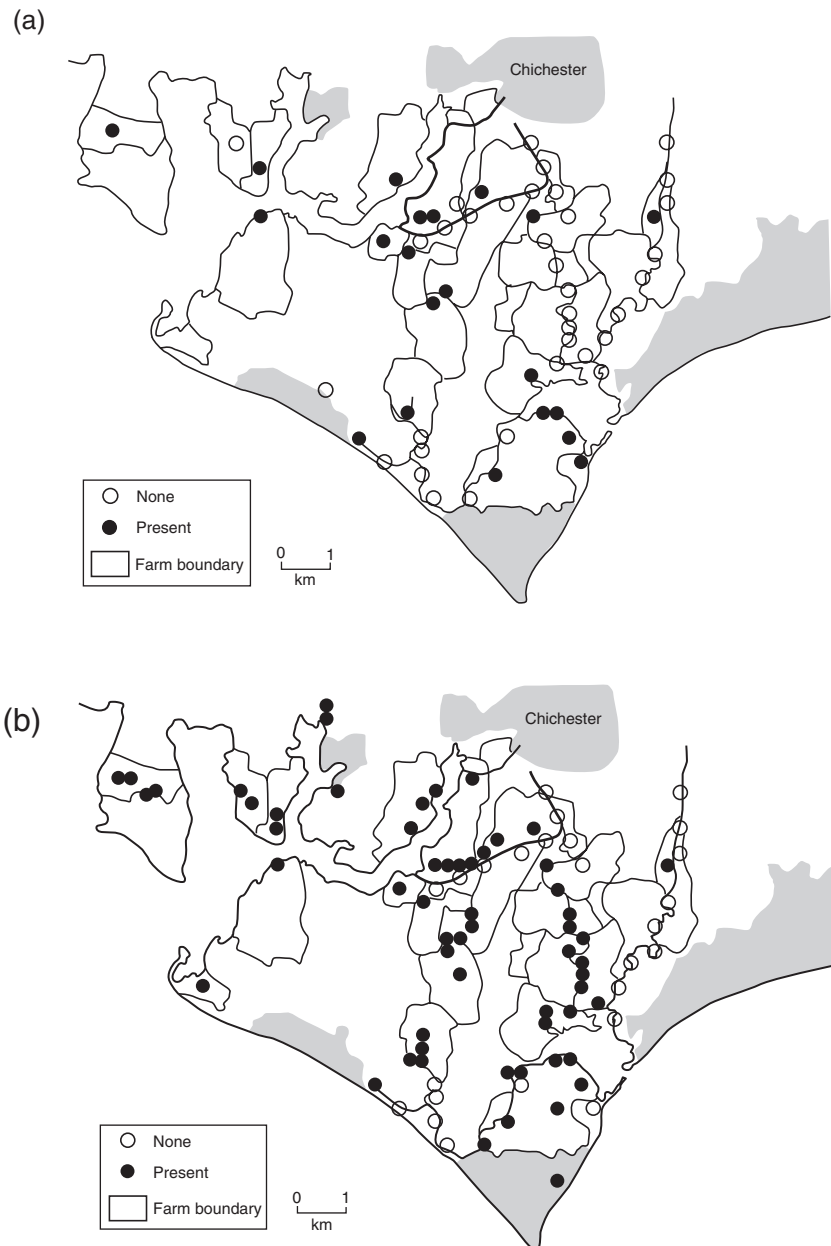 (a)
Chichester
None
Present
Farm boundary
0 1
km
(b)
Chichester
None
Present
Farm boundary
0 1
km